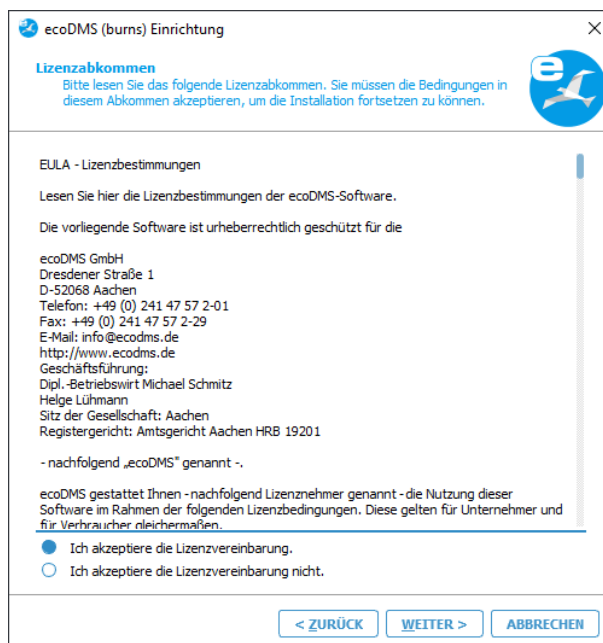 ecoDMS (burns) Einrichtung
Lizenzabkommen
Bitte lesen Sie das folgende Lizenzabkommen. Sie müssen die Bedingungen in
diesem Abkommen akzeptieren, um die Installation fortsetzen zu können.
e
EULA - Lizenzbestimmungen
Lesen Sie hier die Lizenzbestimmungen der ecoDMS-Software.
Die vorliegende Software ist urheberrechtlich geschützt für die
ecoDMS GmbH
Dresdener Straße 1
D-52068 Aachen
Telefon: +49 (0) 241 47 57 2-01
Fax: +49 (0) 241 47 57 2-29
E-Mail: info@ecodms.de
http://www.ecodms.de
Geschäftsführung:
Dipl.-Betriebswirt Michael Schmitz
Helge Lühmann
Sitz der Gesellschaft: Aachen
Registergericht: Amtsgericht Aachen HRB 19201
- nachfolgend „ecoDMS" genannt -.
ecoDMS gestattet Ihnen - nachfolgend Lizenznehmer genannt - die Nutzung dieser
Software im Rahmen der folgenden Lizenzbedingungen. Diese gelten für Unternehmer und
für Verbraucher gleichermaßen.
Ich akzeptiere die Lizenzvereinbarung.
Ich akzeptiere die Lizenzvereinbarung nicht.
< ZURÜCK
WEITER >
ABBRECHEN